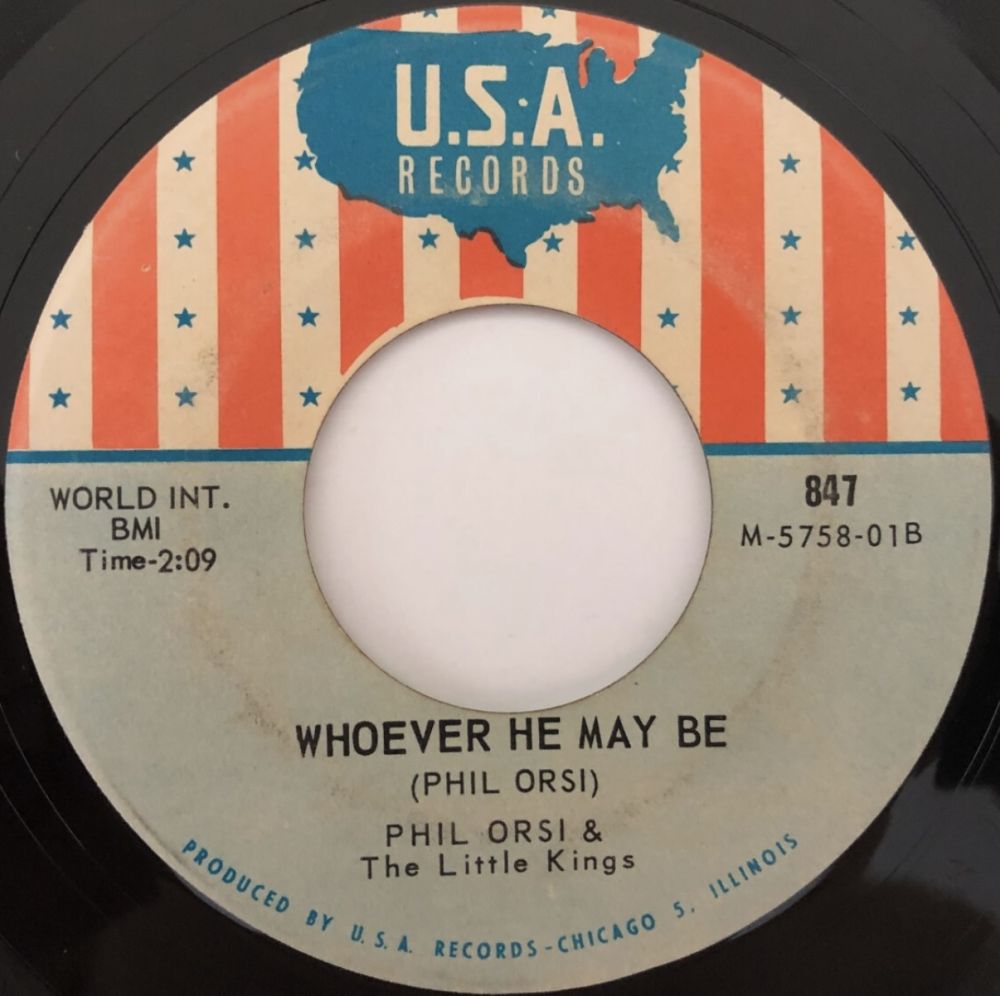 U.S.A.
RECORDS
WORLD INT.
BMI
Time-2:09
847
M-5758-01B
WHOEVER HE MAY BE
(PHIL ORSI)
PHIL ORSI &
The Little Kings
PRODUCED BY U.S.A. RECORDS-CHICAGO 5, ILLINOIS